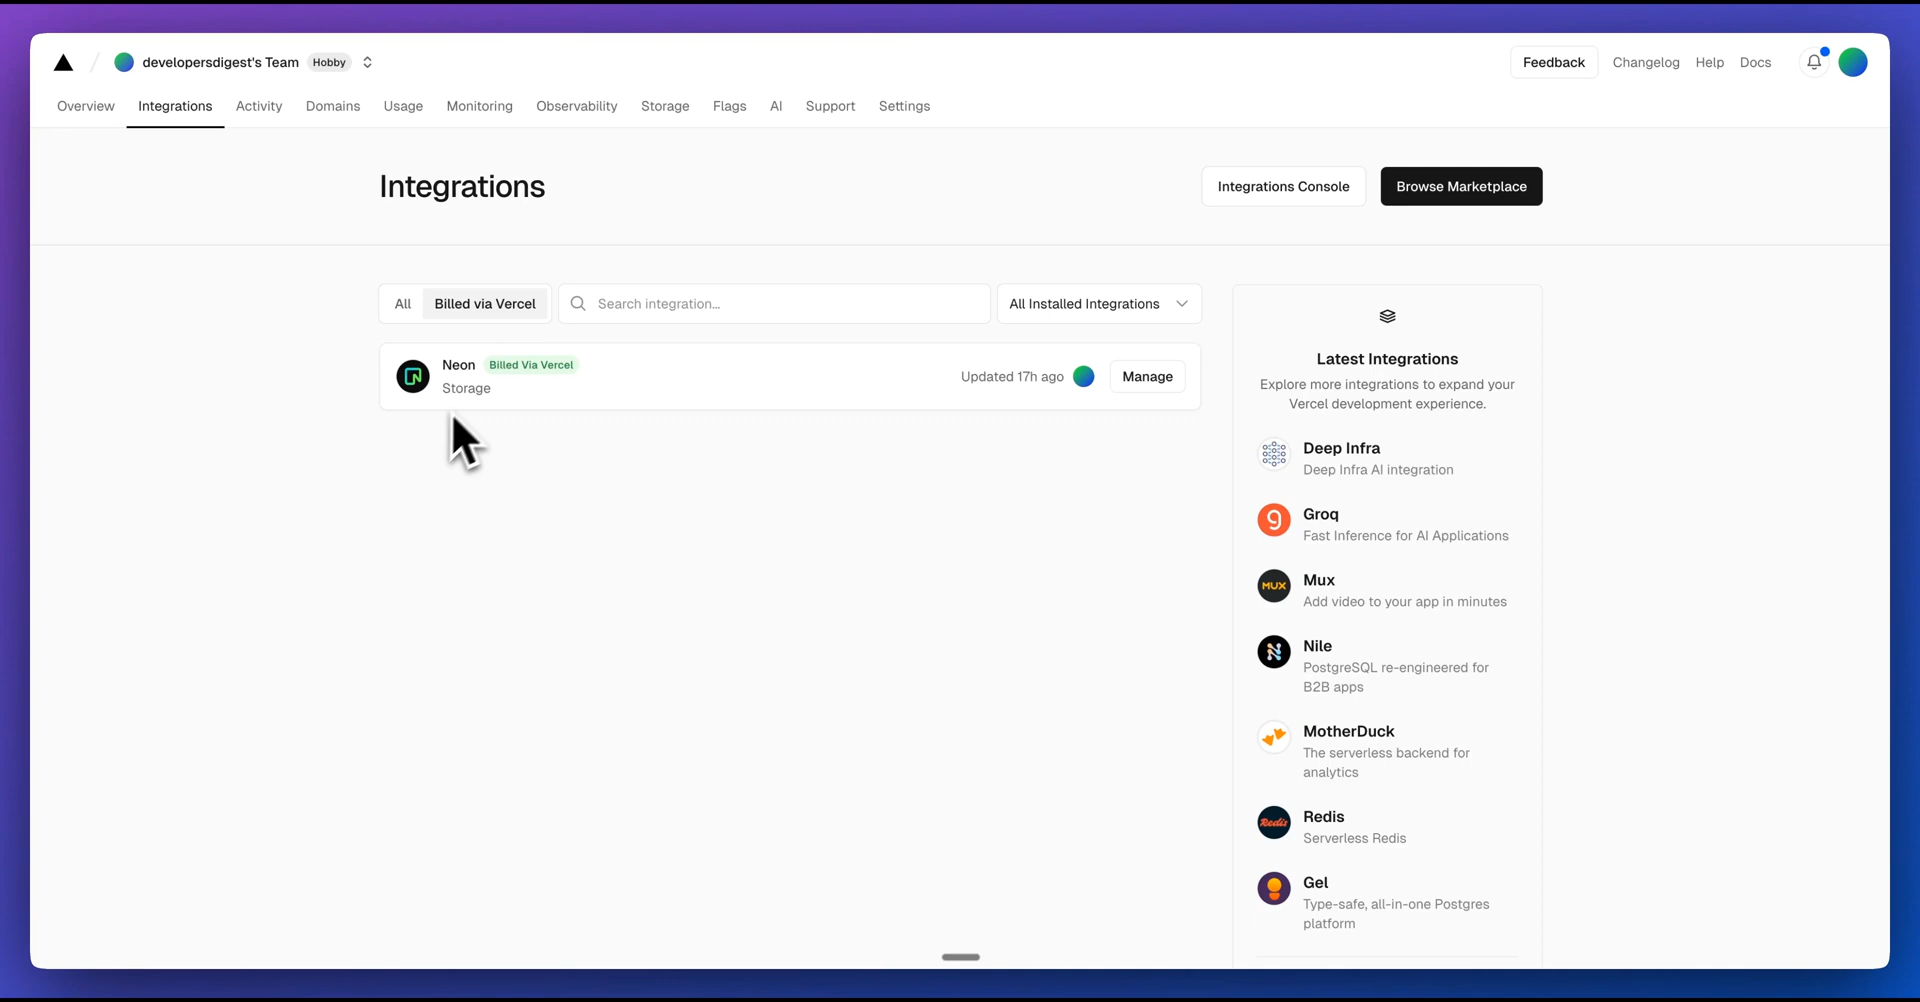 developersdigest's Team Hobby
Feedback Changelog Help Docs
Overview Integrations Activity Domains Usage Monitoring Observability Storage Flags AI Support Settings
Integrations
Integrations Console Browse Marketplace
All Billed via Vercel Search integration... All Installed Integrations
Neon Billed Via Vercel
Storage
Updated 17h ago Manage
Latest Integrations
Explore more integrations to expand your
Vercel development experience.
Deep Infra
Deep Infra AI integration
Groq
Fast Inference for AI Applications
MUX
Mux
Add video to your app in minutes
Nile
PostgreSQL re-engineered for
B2B apps
MotherDuck
The serverless backend for
analytics
Redis
Redis
Serverless Redis
Gel
Type-safe, all-in-one Postgres
platform